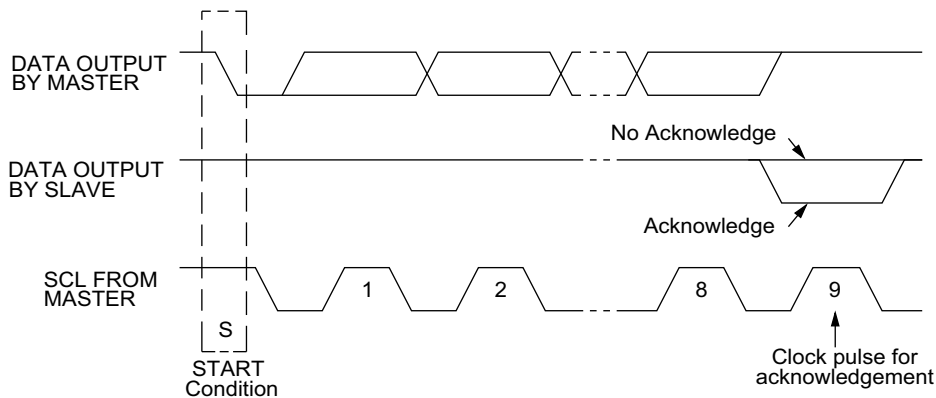 DATA OUTPUT
BY MASTER
No Acknowledge
DATA OUTPUT
BY SLAVE
Acknowledge
SCL FROM
MASTER
1
2
8
9
S
START
Condition
Clock pulse for
acknowledgement